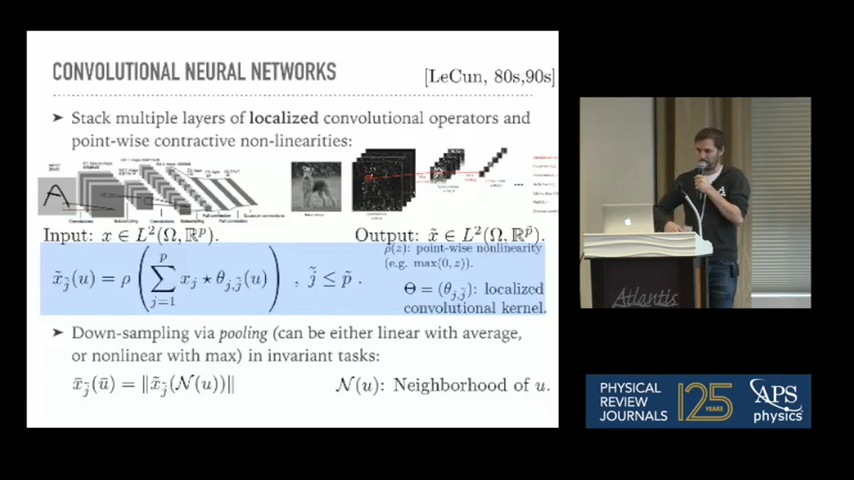 CONVOLUTIONAL NEURAL NETWORKS
[LeCun, 80s,90s]
➤ Stack multiple layers of localized convolutional operators and
point-wise contractive non-linearities:
A
...
Input: x ∈ L²(Ω, ℝᵖ).
Output: x̃ ∈ L²(Ω, ℝ^p̃).
ρ(z): point-wise nonlinearity
(e.g. max(0, z)).
x̃_j̃(u) = ρ ( ∑_{j=1}^{p} x_j ⋆ θ_{j,j̃}(u) ) , j̃ ≤ p̃ .
Θ = (θ_{j,j̃}): localized
convolutional kernel.
➤ Down-sampling via pooling (can be either linear with average,
or nonlinear with max) in invariant tasks:
x̄_j̃(ū) = ‖x̃_j̃(𝒩(u))‖
𝒩(u): Neighborhood of u.
Atlantis
PHYSICAL
REVIEW
JOURNALS
125
YEARS
APS
physics